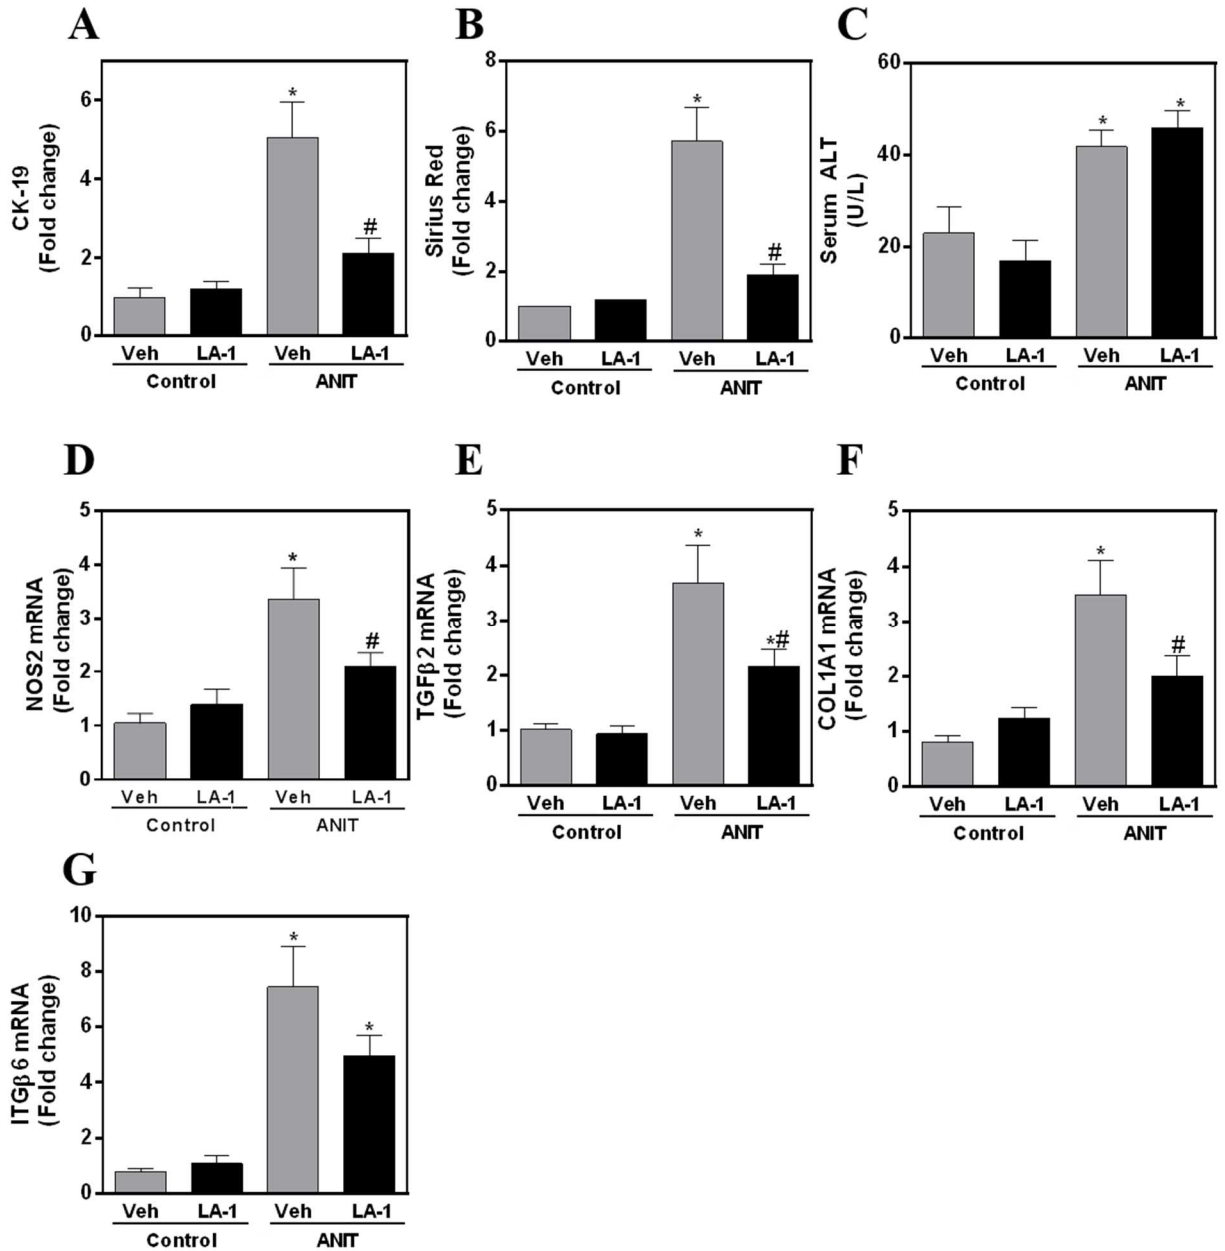 A
CK-19
(Fold change)
6
4
2
0
*
#
Veh LA-1 Veh LA-1
Control ANIT
B
Sirius Red
(Fold change)
8
6
4
2
0
*
#
Veh LA-1 Veh LA-1
Control ANIT
C
Serum ALT
(U/L)
60
40
20
0
*
*
Veh LA-1 Veh LA-1
Control ANIT
D
NOS2 mRNA
(Fold change)
5
4
3
2
1
0
*
#
Veh LA-1 Veh LA-1
Control ANIT
E
TGFβ2 mRNA
(Fold change)
5
4
3
2
1
0
*
*#
Veh LA-1 Veh LA-1
Control ANIT
F
COL1A1 mRNA
(Fold change)
5
4
3
2
1
0
*
#
Veh LA-1 Veh LA-1
Control ANIT
G
ITGβ6 mRNA
(Fold change)
10
8
6
4
2
0
*
*
Veh LA-1 Veh LA-1
Control ANIT